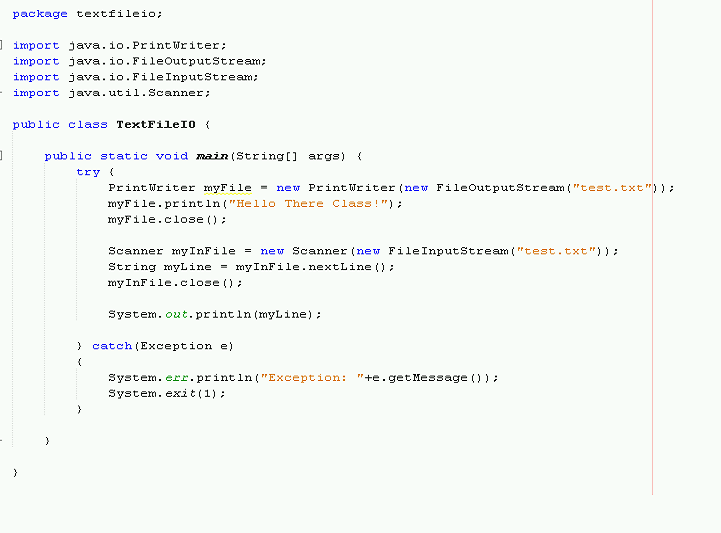 package textfileio;
import java.io.PrintWriter;
import java.io.FileOutputStream;
import java.io.FileInputStream;
import java.util.Scanner;
public class TextFileIO {
public static void main(String[] args) {
try {
PrintWriter myFile = new PrintWriter(new FileOutputStream("test.txt"));
myFile.println("Hello There Class!");
myFile.close();
Scanner myInFile = new Scanner(new FileInputStream("test.txt"));
String myLine = myInFile.nextLine();
myInFile.close();
System.out.println(myLine);
} catch(Exception e)
{
System.err.println("Exception: "+e.getMessage());
System.exit(1);
}
}
}